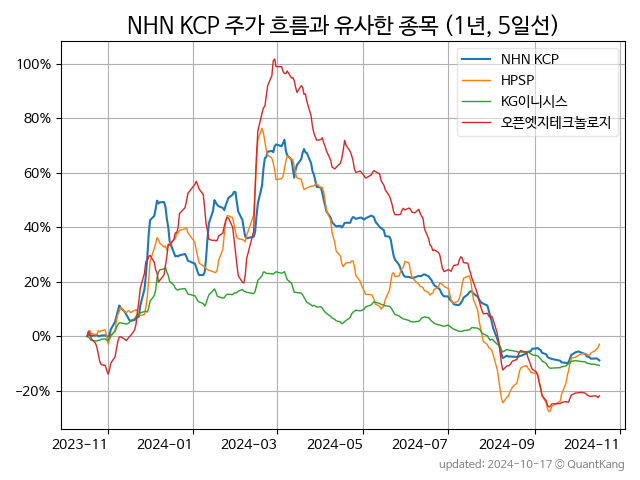 NHN KCP 주가 흐름과 유사한 종목 (1년, 5일선)
NHN KCP
HPSP
KG이니시스
오픈엣지테크놀로지
100%
80%
60%
40%
20%
0%
−20%
2023-11 2024-01 2024-03 2024-05 2024-07 2024-09 2024-11
updated: 2024-10-17 © QuantKang